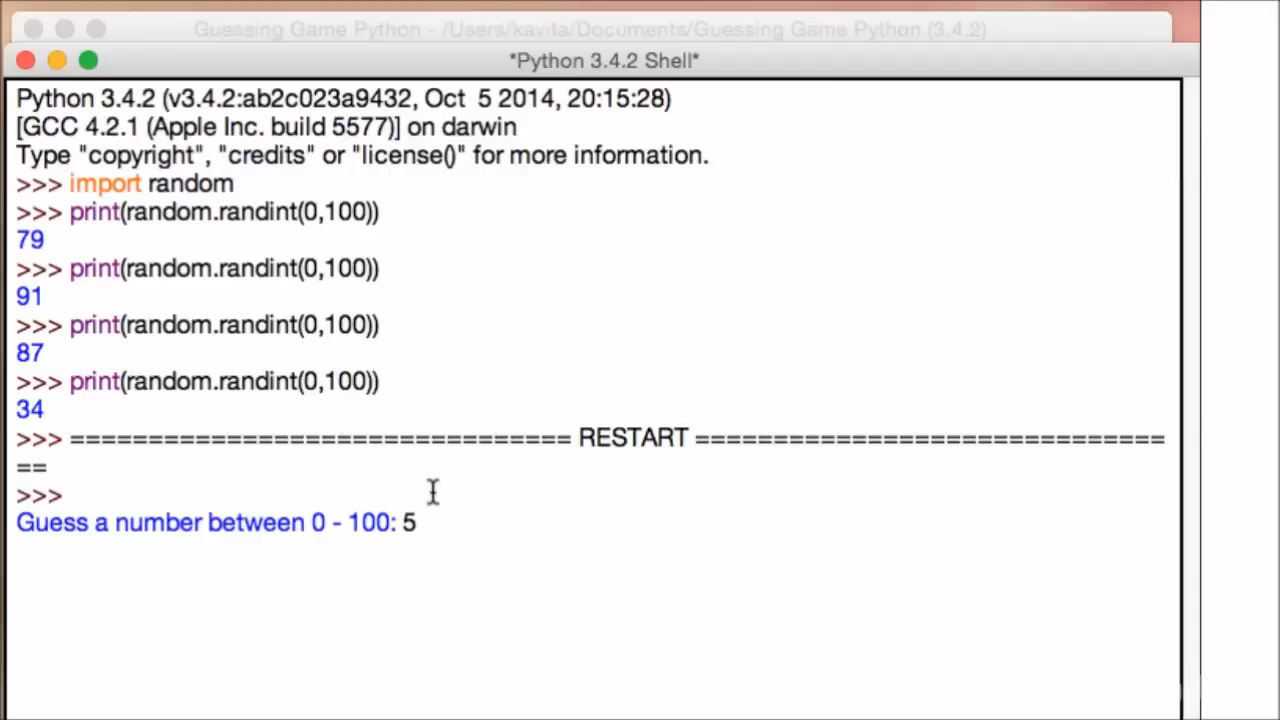 Guessing Game Python - /Users/kavita/Documents/Guessing Game Python (3.4.2)
*Python 3.4.2 Shell*
Python 3.4.2 (v3.4.2:ab2c023a9432, Oct  5 2014, 20:15:28)
[GCC 4.2.1 (Apple Inc. build 5577)] on darwin
Type "copyright", "credits" or "license()" for more information.
>>> import random
>>> print(random.randint(0,100))
79
>>> print(random.randint(0,100))
91
>>> print(random.randint(0,100))
87
>>> print(random.randint(0,100))
34
>>> ================================ RESTART ==============================
==
>>>
Guess a number between 0 - 100: 5